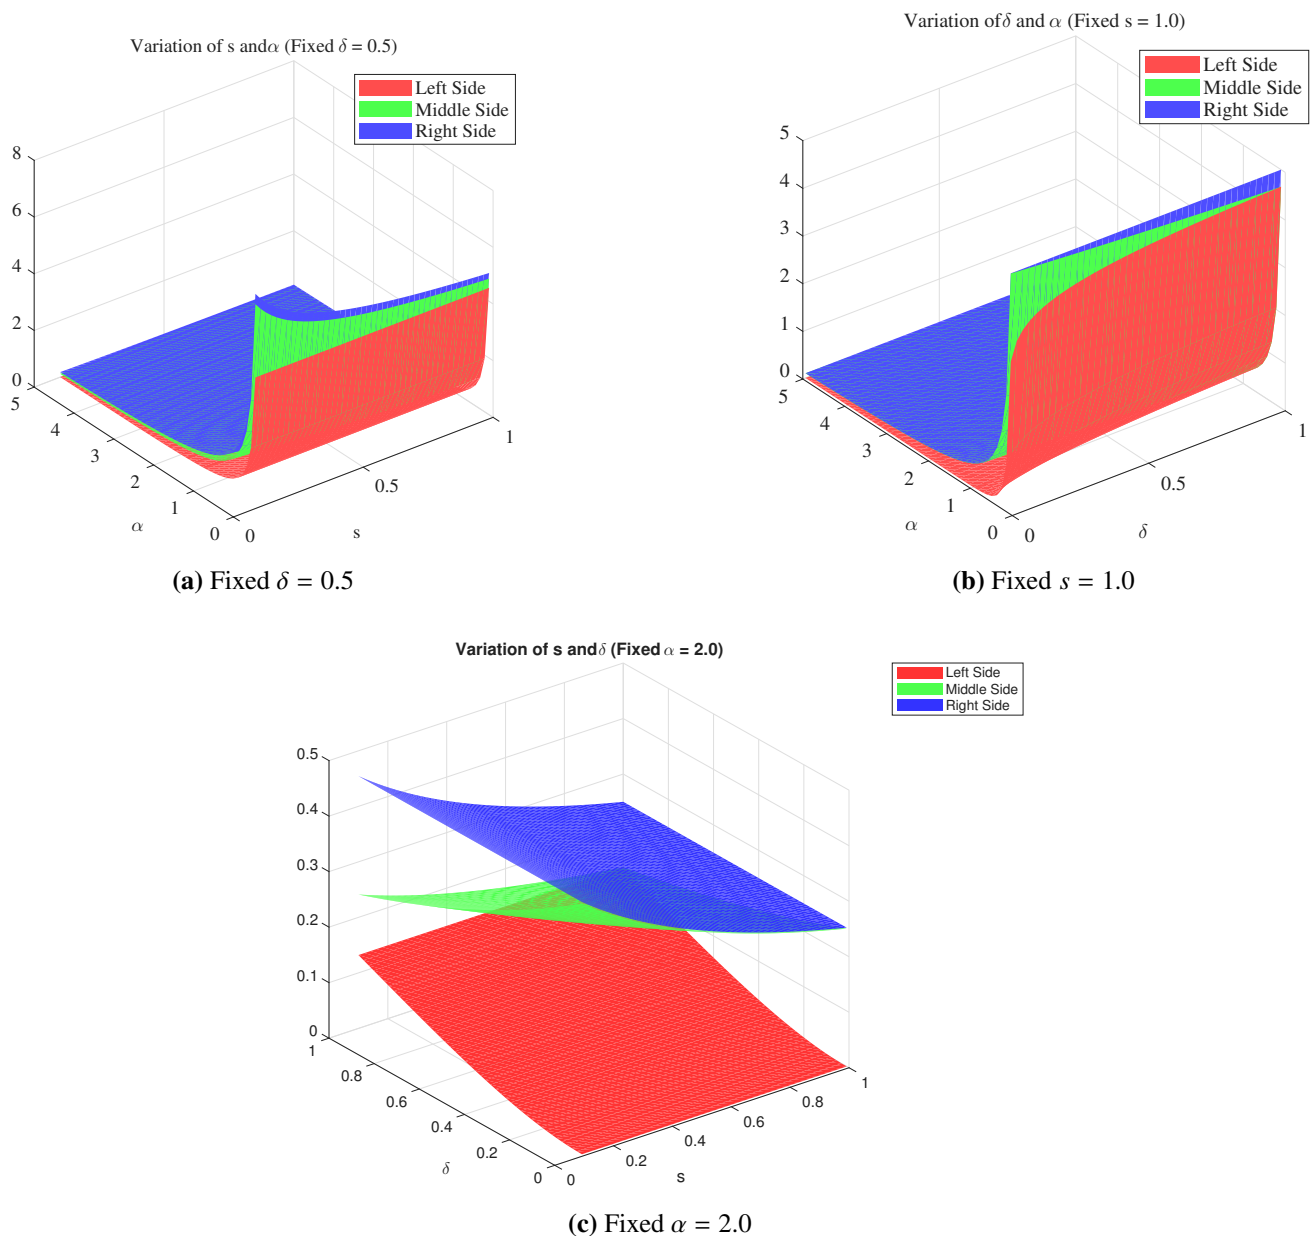 Variation of s and α (Fixed δ = 0.5)
Left Side
Middle Side
Right Side
8
6
4
2
0
5
4
3
2
1
0
α
0
0.5
1
s
(a) Fixed δ = 0.5
Variation of δ and α (Fixed s = 1.0)
Left Side
Middle Side
Right Side
5
4
3
2
1
0
5
4
3
2
1
0
α
0
0.5
1
δ
(b) Fixed s = 1.0
Variation of s and δ (Fixed α = 2.0)
Left Side
Middle Side
Right Side
0.5
0.4
0.3
0.2
0.1
0
1
0.8
0.6
0.4
0.2
0
δ
0
0.2
0.4
0.6
0.8
1
s
(c) Fixed α = 2.0